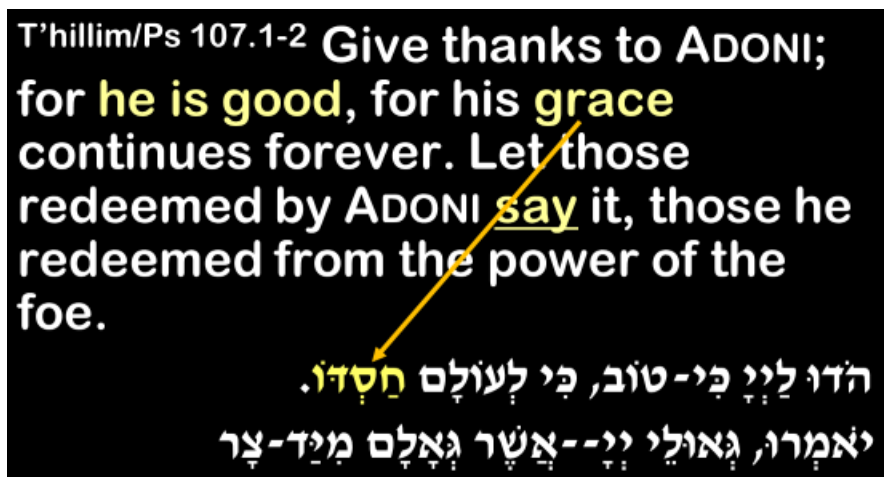 T’hillim/Ps 107.1-2 Give thanks to ADONI;
for he is good, for his grace
continues forever. Let those
redeemed by ADONI say it, those he
redeemed from the power of the
foe.
הֹדוּ לַיְיָ כִּי-טוֹב, כִּי לְעוֹלָם חַסְדּוֹ.
יֹאמְרוּ, גְּאוּלֵי יְיָ--אֲשֶׁר גְּאָלָם מִיַּד-צָר